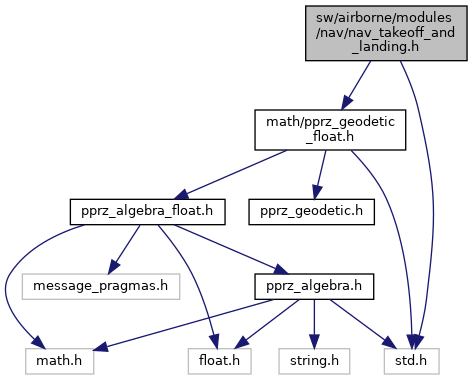 sw/airborne/modules
/nav/nav_takeoff_and
_landing.h
math/pprz_geodetic
_float.h
pprz_algebra_float.h
pprz_geodetic.h
message_pragmas.h
pprz_algebra.h
math.h
float.h
string.h
std.h